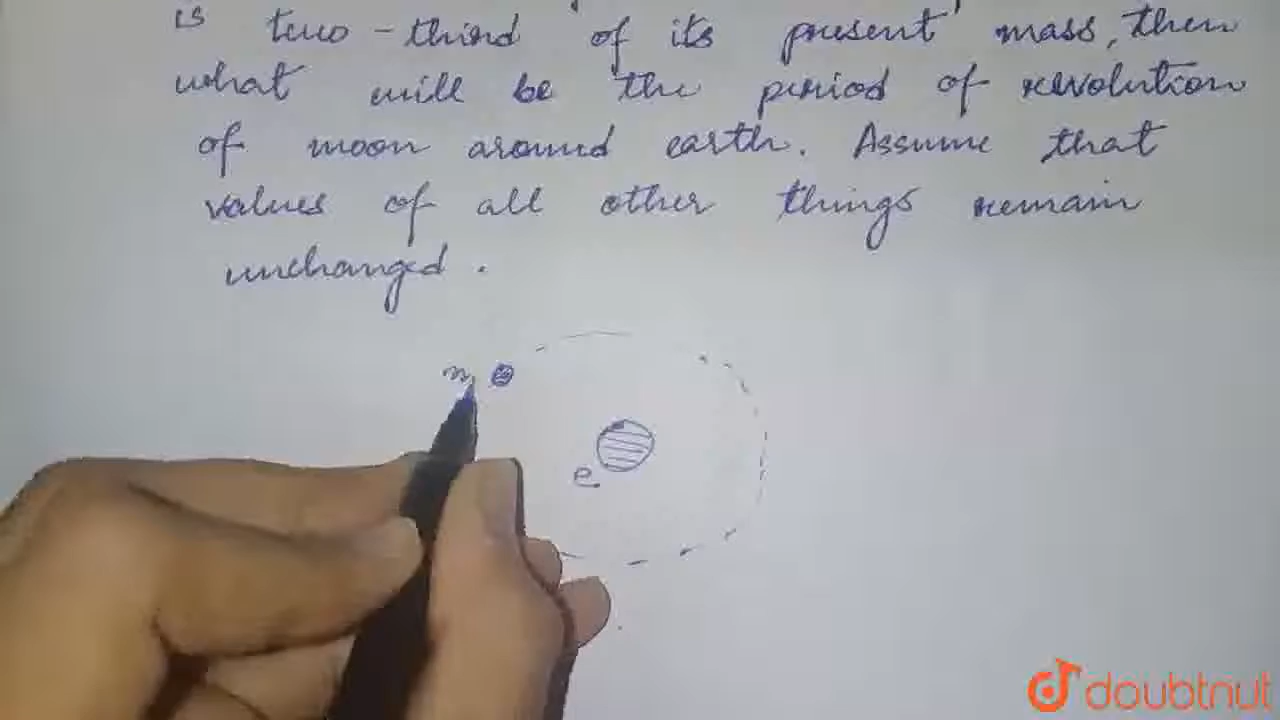 is two-third of its present mass, then
what will be the period of revolution
of moon around earth. Assume that
values of all other things remain
unchanged.
m
e
doubtnut